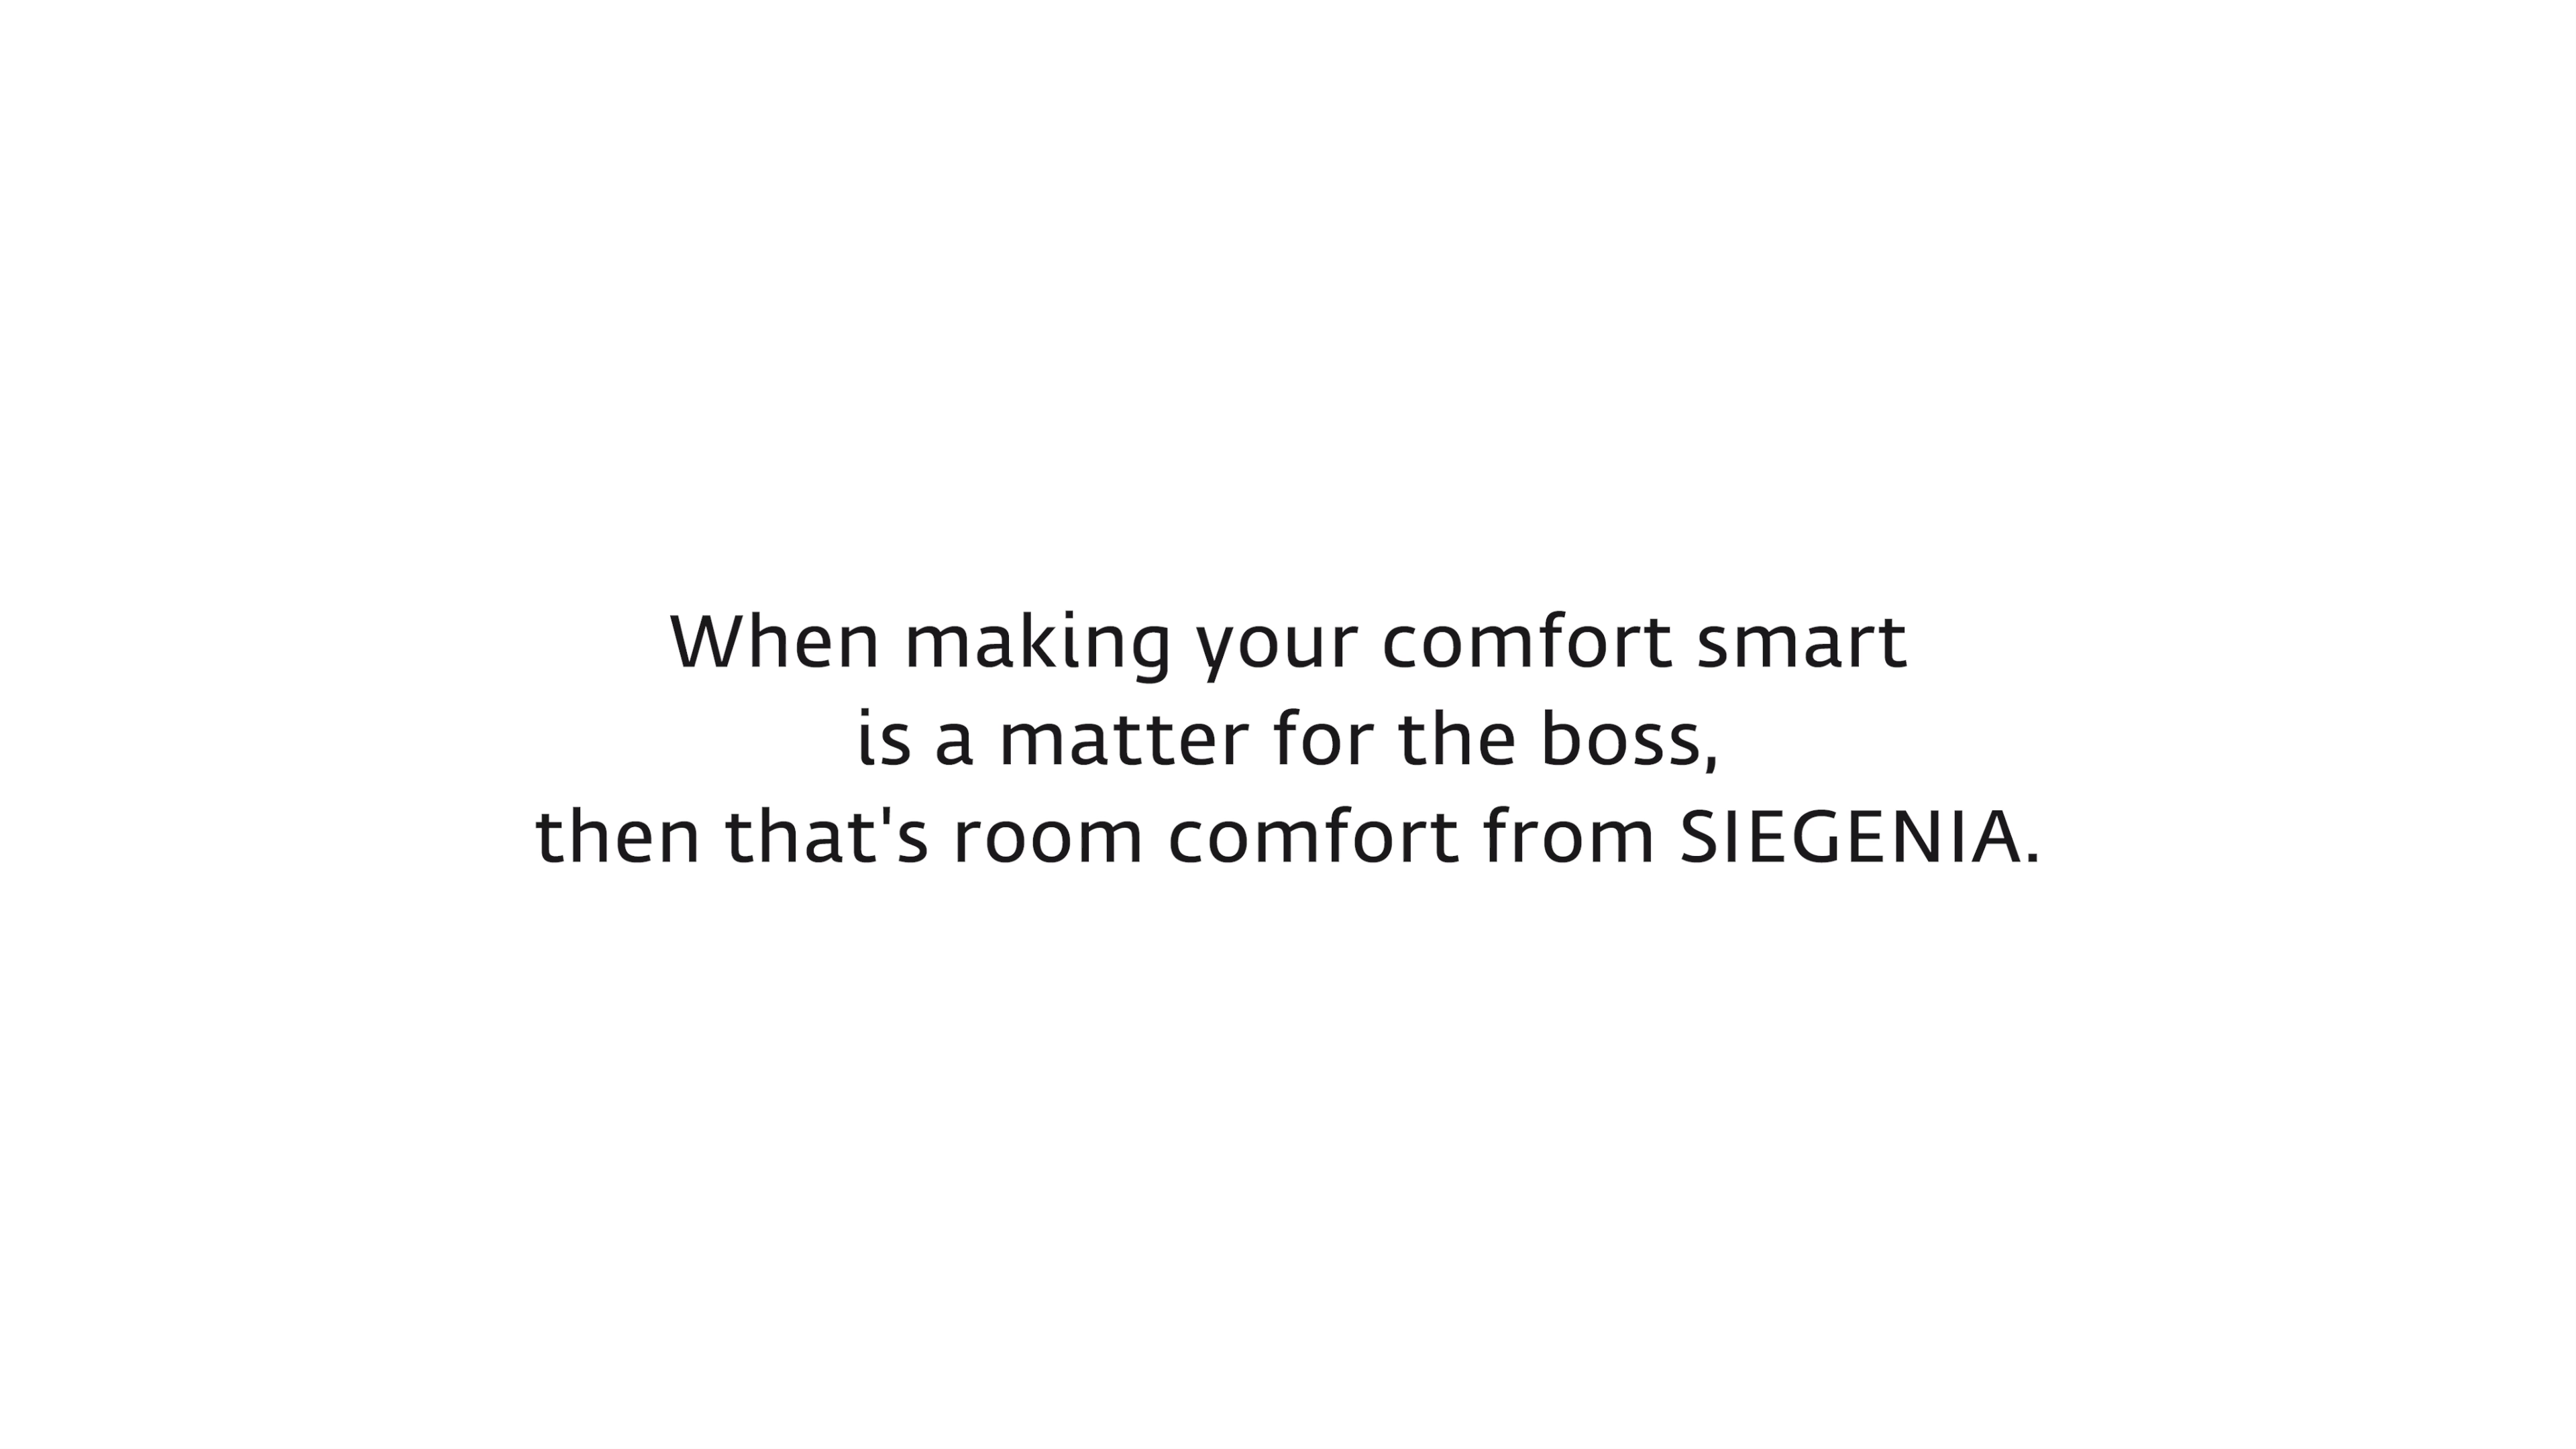 When making your comfort smart
is a matter for the boss,
then that's room comfort from SIEGENIA.